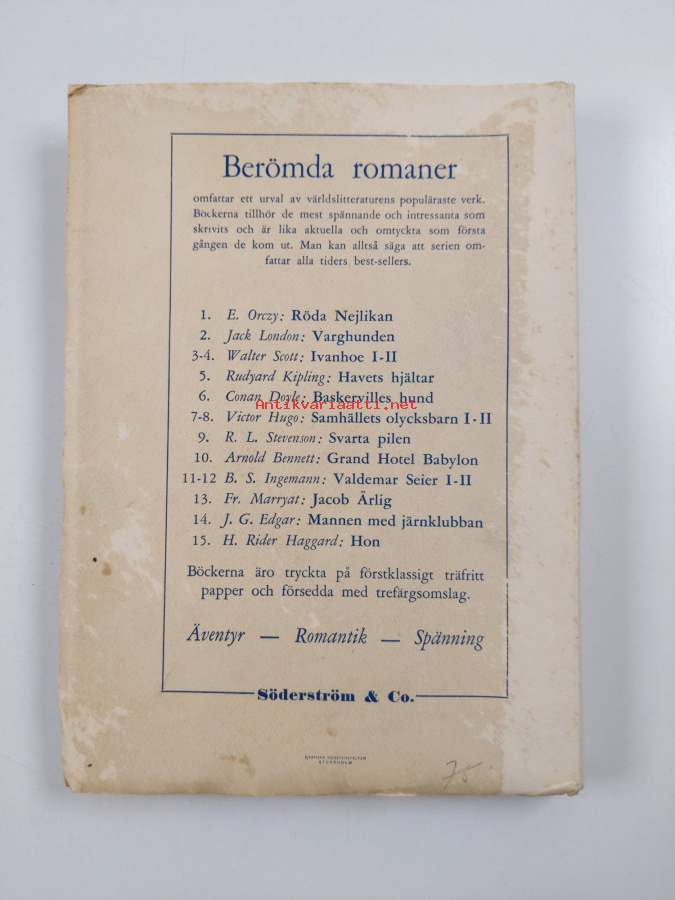 Berömda romaner
omfattar ett urval av världslitteraturens populäraste verk.
Böckerna tillhör de mest spännande och intressanta som
skrivits och är lika aktuella och omtyckta som första
gången de kom ut. Man kan alltså säga att serien om-
fattar alla tiders best-sellers.
1. E. Orczy: Röda Nejlikan
2. Jack London: Varghunden
3-4. Walter Scott: Ivanhoe I-II
5. Rudyard Kipling: Havets hjältar
6. Conan Doyle: Baskervilles hund
Antikvariaatti.net
7-8. Victor Hugo: Samhällets olycksbarn I-II
9. R. L. Stevenson: Svarta pilen
10. Arnold Bennett: Grand Hotel Babylon
11-12 B. S. Ingemann: Valdemar Seier I-II
13. Fr. Marryat: Jacob Ärlig
14. J. G. Edgar: Mannen med järnklubban
15. H. Rider Haggard: Hon
Böckerna äro tryckta på förstklassigt träfritt
papper och försedda med trefärgsomslag.
Äventyr — Romantik — Spänning
Söderström & Co.
STOCKHOLM
75